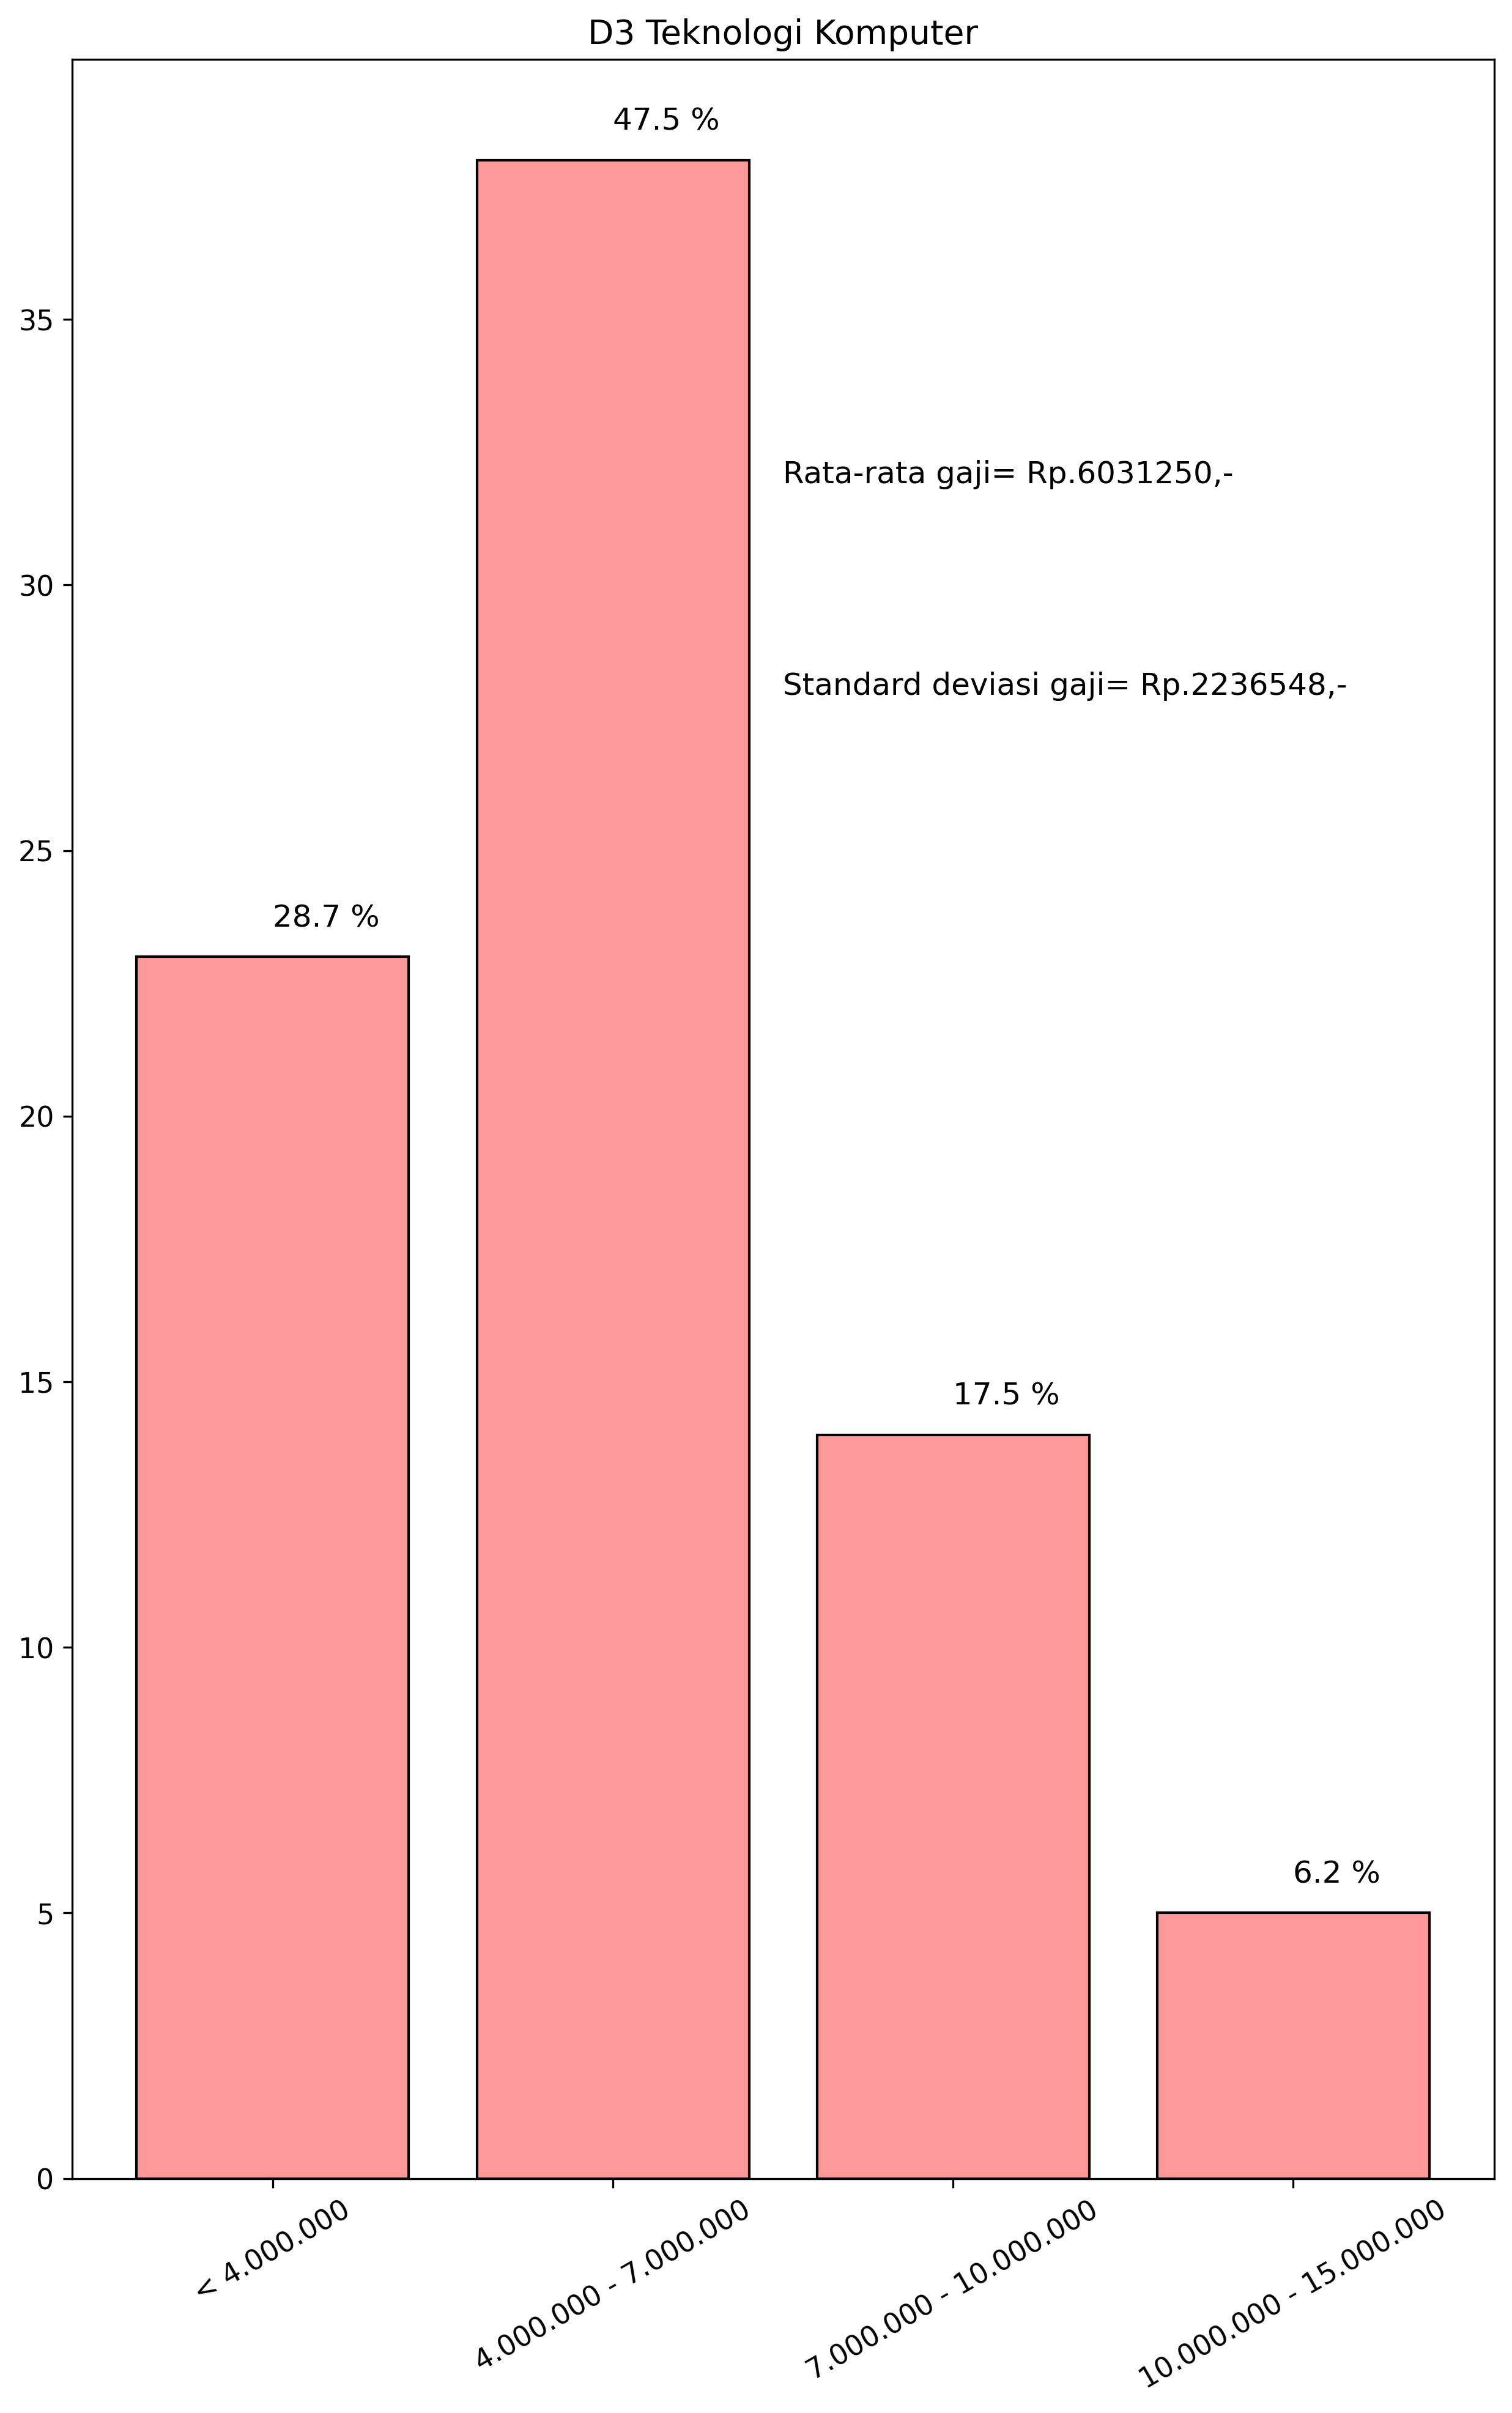 D3 Teknologi Komputer
47.5 %
35
Rata-rata gaji= Rp.6031250,-
30
Standard deviasi gaji= Rp.2236548,-
25
28.7 %
20
15
17.5 %
10
6.2 %
5
0
< 4.000.000
4.000.000 - 7.000.000
7.000.000 - 10.000.000
10.000.000 - 15.000.000